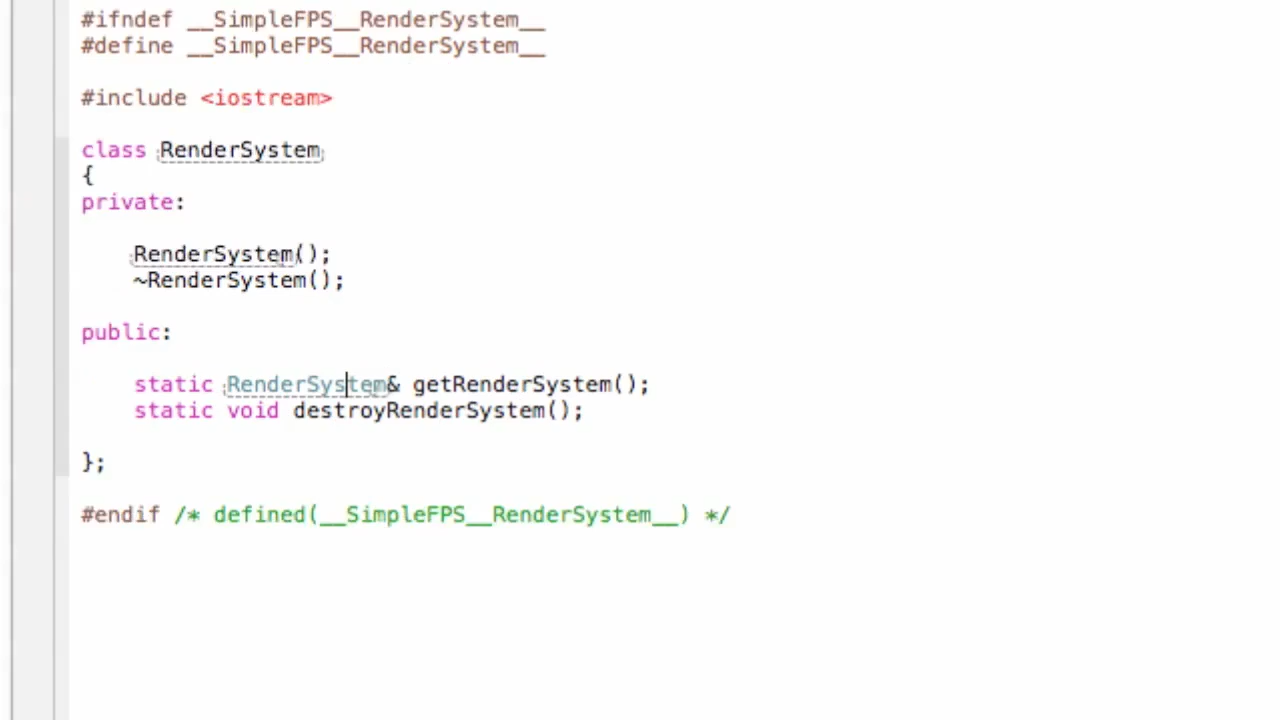 #ifndef __SimpleFPS__RenderSystem__
#define __SimpleFPS__RenderSystem__
#include <iostream>
class RenderSystem
{
private:
RenderSystem();
~RenderSystem();
public:
static RenderSystem& getRenderSystem();
static void destroyRenderSystem();
};
#endif /* defined(__SimpleFPS__RenderSystem__) */